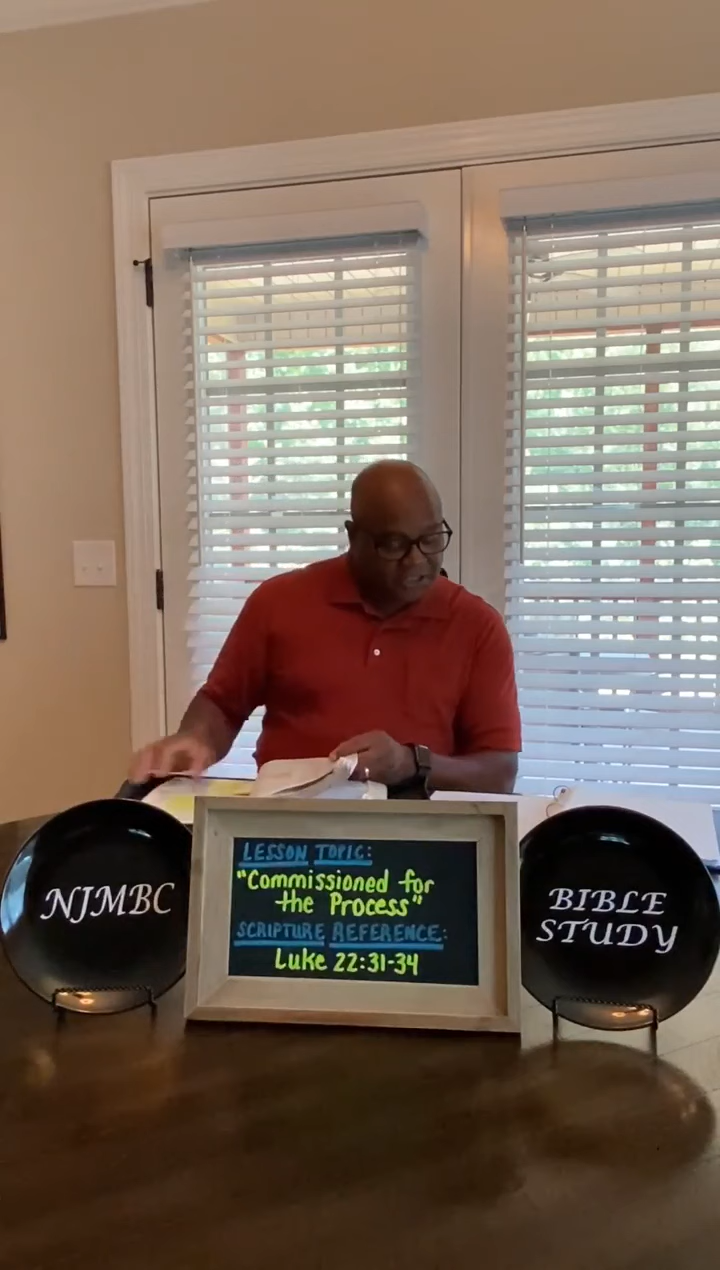 NJMBC
LESSON TOPIC:
"Commissioned for
the Process"
SCRIPTURE REFERENCE:
Luke 22:31-34
BIBLE
STUDY